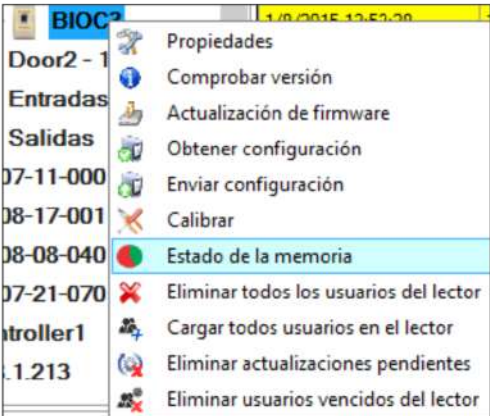 BIOC
1/8/2015 12:52:28
Propiedades
Door2 - 1
Comprobar versión
Entradas
Actualización de firmware
Salidas
Obtener configuración
07-11-000
Enviar configuración
08-17-001
Calibrar
08-08-040
Estado de la memoria
07-21-070
Eliminar todos los usuarios del lector
ntroller1
Cargar todos usuarios en el lector
.1.213
Eliminar actualizaciones pendientes
Eliminar usuarios vencidos del lector